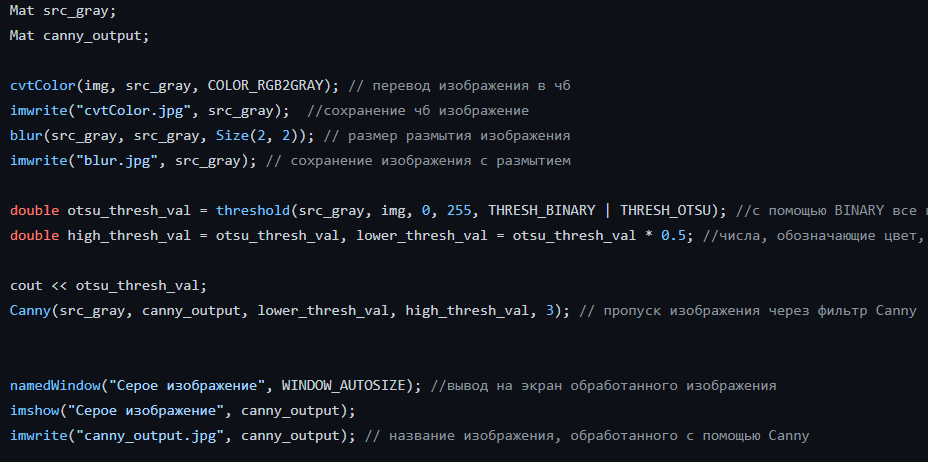 Mat src_gray;
Mat canny_output;
cvtColor(img, src_gray, COLOR_RGB2GRAY); // перевод изображения в чб
imwrite("cvtColor.jpg", src_gray);  //сохранение чб изображение
blur(src_gray, src_gray, Size(2, 2)); // размер размытия изображения
imwrite("blur.jpg", src_gray); // сохранение изображения с размытием
double otsu_thresh_val = threshold(src_gray, img, 0, 255, THRESH_BINARY | THRESH_OTSU); //с помощью BINARY все
double high_thresh_val = otsu_thresh_val, lower_thresh_val = otsu_thresh_val * 0.5; //числа, обозначающие цвет,
cout << otsu_thresh_val;
Canny(src_gray, canny_output, lower_thresh_val, high_thresh_val, 3); // пропуск изображения через фильтр Canny
namedWindow("Серое изображение", WINDOW_AUTOSIZE); //вывод на экран обработанного изображения
imshow("Серое изображение", canny_output);
imwrite("canny_output.jpg", canny_output); // название изображения, обработанного с помощью Canny